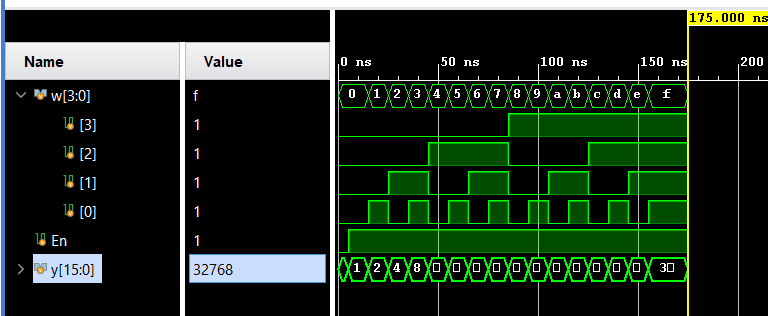 175.000 ns
Name Value 0 ns 50 ns 100 ns 150 ns 200
w[3:0] f 0 1 2 3 4 5 6 7 8 9 a b c d e f
[3] 1
[2] 1
[1] 1
[0] 1
En 1
y[15:0] 32768 1 2 4 8 3